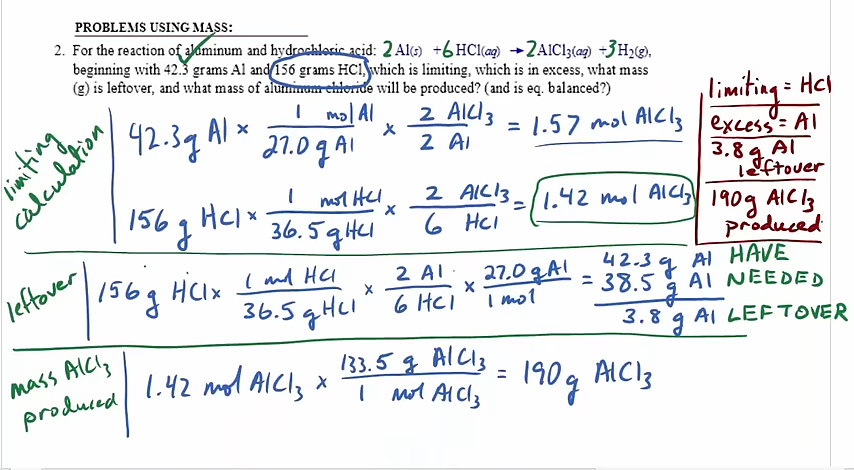 PROBLEMS USING MASS:
2. For the reaction of aluminum and hydrochloric acid: 2 Al(s) + 6 HCl(aq) → 2 AlCl3(aq) + 3 H2(g),
beginning with 42.3 grams Al and 156 grams HCl, which is limiting, which is in excess, what mass
(g) is leftover, and what mass of aluminum chloride will be produced? (and is eq. balanced?)
limiting = HCl
excess = Al
3.8 g Al
leftover
190 g AlCl3
produced
limiting
calculation
42.3 g Al × 1 mol Al / 27.0 g Al × 2 AlCl3 / 2 Al = 1.57 mol AlCl3
156 g HCl × 1 mol HCl / 36.5 g HCl × 2 AlCl3 / 6 HCl = 1.42 mol AlCl3
leftover
156 g HCl × 1 mol HCl / 36.5 g HCl × 2 Al / 6 HCl × 27.0 g Al / 1 mol = 42.3 g Al HAVE
38.5 g Al NEEDED
3.8 g Al LEFTOVER
mass AlCl3
produced
1.42 mol AlCl3 × 133.5 g AlCl3 / 1 mol AlCl3 = 190 g AlCl3